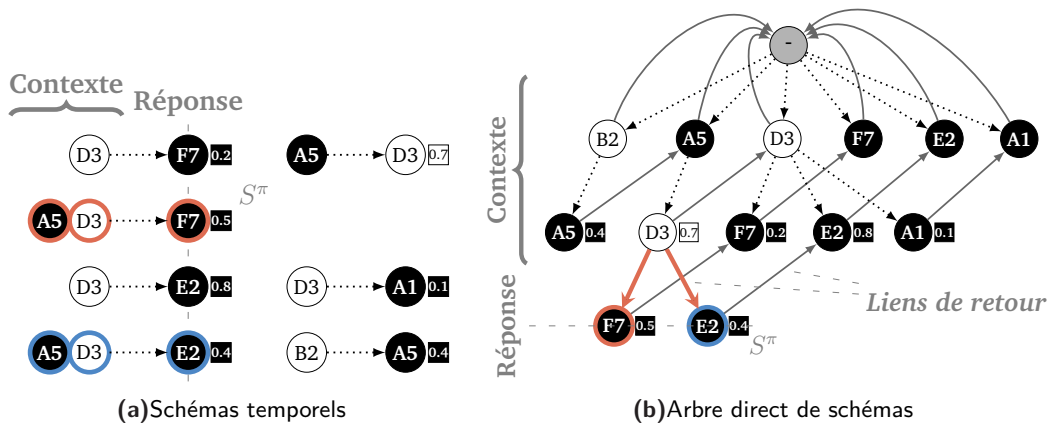 Contexte Réponse
D3 F7 0.2 A5 D3 0.7
S^π
A5 D3 F7 0.5
D3 E2 0.8 D3 A1 0.1
A5 D3 E2 0.4 B2 A5 0.4
(a)Schémas temporels
-
Contexte
B2 A5 D3 F7 E2 A1
A5 0.4 D3 0.7 F7 0.2 E2 0.8 A1 0.1
Réponse
Liens de retour
F7 0.5 E2 0.4
S^π
(b)Arbre direct de schémas